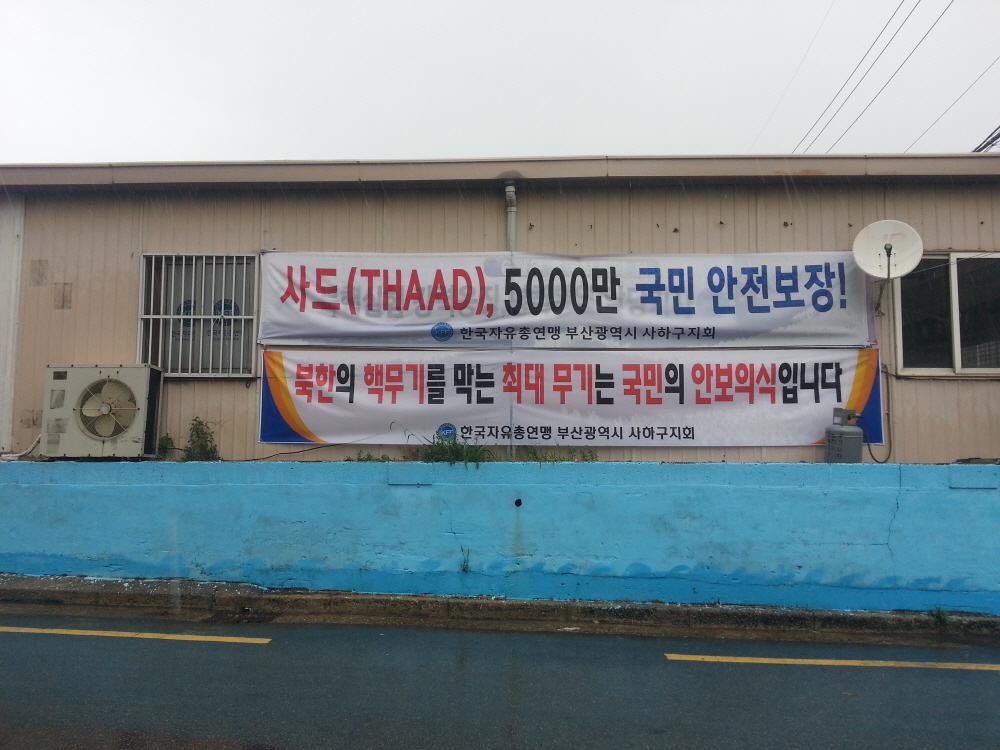 사드(THAAD), 5000만 국민 안전보장!
한국자유총연맹 부산광역시 사하구지회
북한의 핵무기를 막는 최대 무기는 국민의 안보의식입니다
KFF 한국자유총연맹 부산광역시 사하구지회